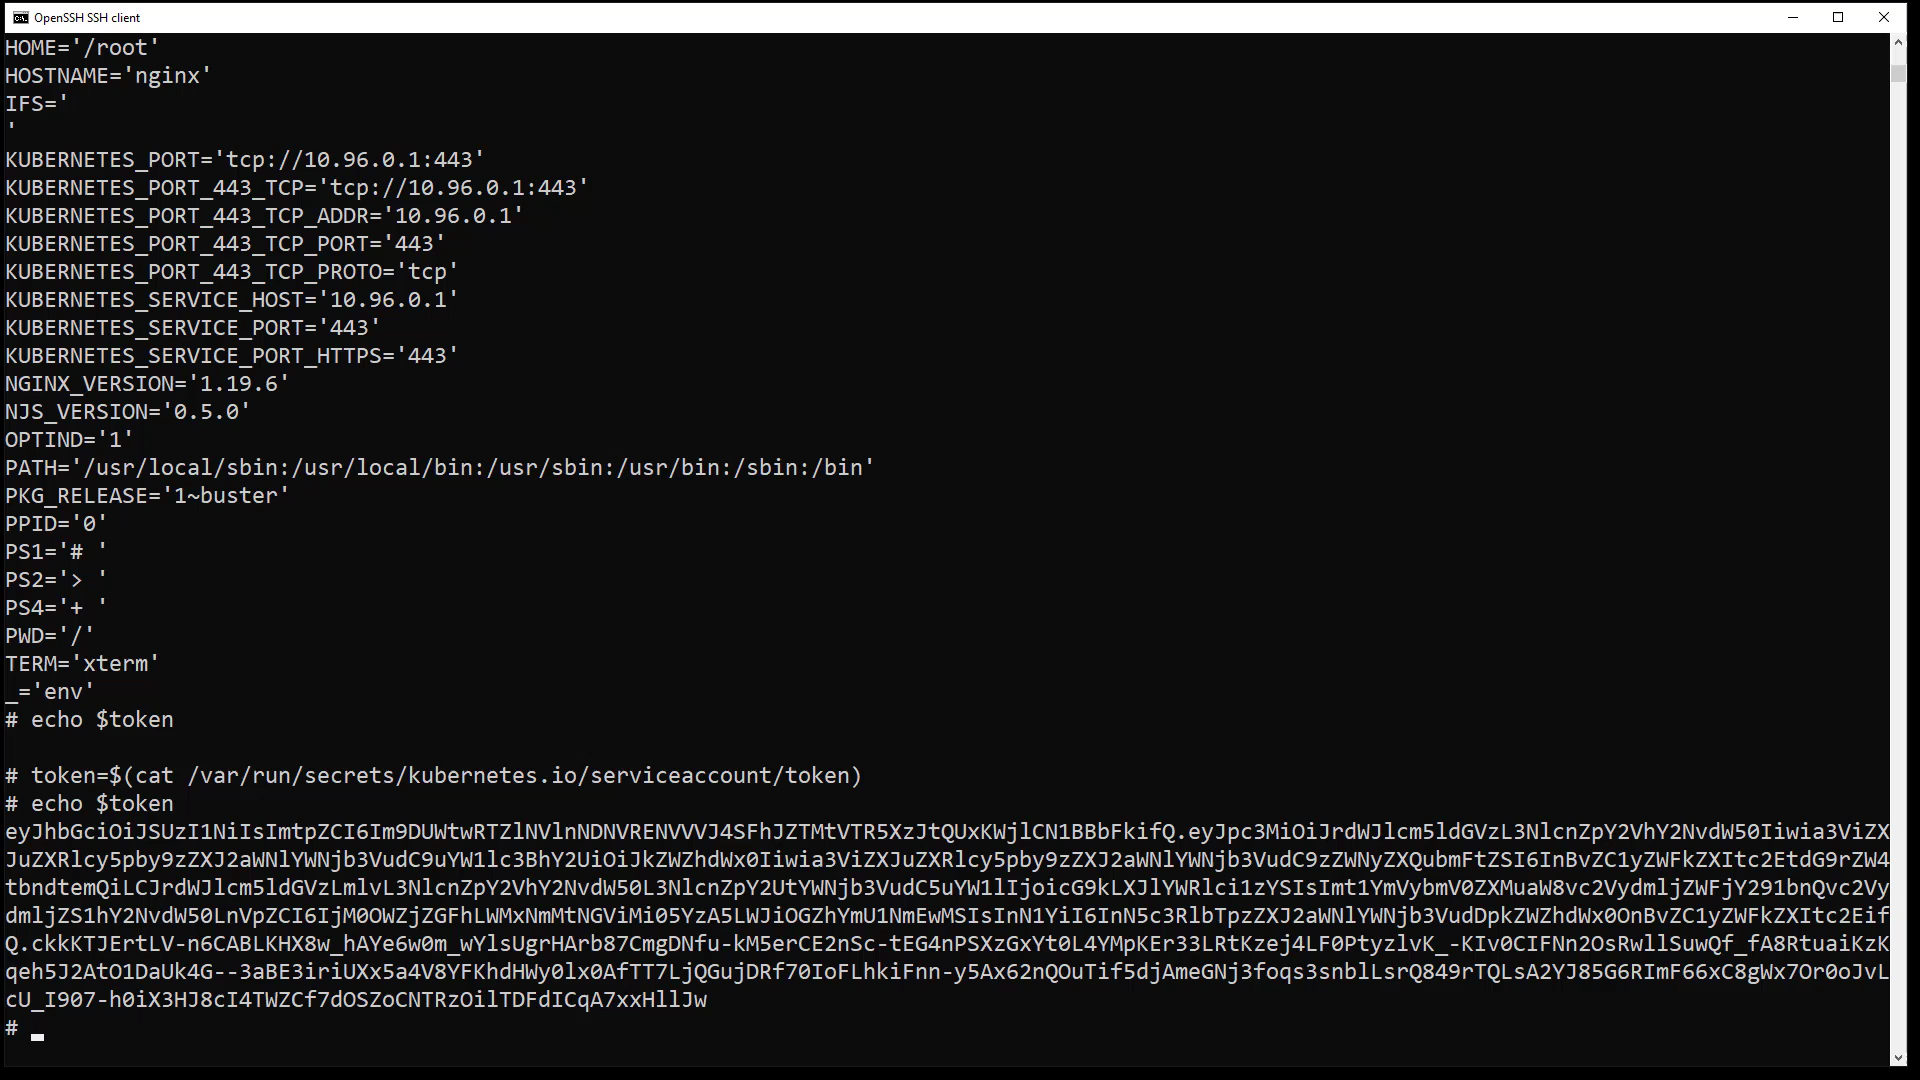 OpenSSH SSH client
HOME='/root'
HOSTNAME='nginx'
IFS='
'
KUBERNETES_PORT='tcp://10.96.0.1:443'
KUBERNETES_PORT_443_TCP='tcp://10.96.0.1:443'
KUBERNETES_PORT_443_TCP_ADDR='10.96.0.1'
KUBERNETES_PORT_443_TCP_PORT='443'
KUBERNETES_PORT_443_TCP_PROTO='tcp'
KUBERNETES_SERVICE_HOST='10.96.0.1'
KUBERNETES_SERVICE_PORT='443'
KUBERNETES_SERVICE_PORT_HTTPS='443'
NGINX_VERSION='1.19.6'
NJS_VERSION='0.5.0'
OPTIND='1'
PATH='/usr/local/sbin:/usr/local/bin:/usr/sbin:/usr/bin:/sbin:/bin'
PKG_RELEASE='1~buster'
PPID='0'
PS1='# '
PS2='> '
PS4='+ '
PWD='/'
TERM='xterm'
_='env'
# echo $token
# token=$(cat /var/run/secrets/kubernetes.io/serviceaccount/token)
# echo $token
eyJhbGciOiJSUzI1NiIsImtpZCI6Im9DUWtwRTZlNVlnNDNVRENVVVJ4SFhJZTMtVTR5XzJtQUxKWjlCN1BBbFkifQ.eyJpc3MiOiJrdWJlcm5ldGVzL3NlcnZpY2VhY2NvdW50Iiwia3ViZX
JuZXRlcy5pby9zZXJ2aWNlYWNjb3VudC9uYW1lc3BhY2UiOiJkZWZhdWx0Iiwia3ViZXJuZXRlcy5pby9zZXJ2aWNlYWNjb3VudC9zZWNyZXQubmFtZSI6InBvZC1yZWFkZXItc2EtdG9rZW4
tbndtemQiLCJrdWJlcm5ldGVzLmlvL3NlcnZpY2VhY2NvdW50L3NlcnZpY2UtYWNjb3VudC5uYW1lIjoicG9kLXJlYWRlci1zYSIsImt1YmVybmV0ZXMuaW8vc2VydmljZWFjY291bnQvc2Vy
dmljZS1hY2NvdW50LnVpZCI6IjM0OWZjZGFhLWMxNmMtNGViMi05YzA5LWJiOGZhYmU1NmEwMSIsInN1YiI6InN5c3RlbTpzZXJ2aWNlYWNjb3VudDpkZWZhdWx0OnBvZC1yZWFkZXItc2Eif
Q.ckkKTJErtLV-n6CABLKHX8w_hAYe6w0m_wYlsUgrHArb87CmgDNfu-kM5erCE2nSc-tEG4nPSXzGxYt0L4YMpKEr33LRtKzej4LF0PtyzlvK_-KIv0CIFNn2OsRwllSuwQf_fA8RtuaiKzK
qeh5J2AtO1DaUk4G--3aBE3iriUXx5a4V8YFKhdHWy0lx0AfTT7LjQGujDRf70IoFLhkiFnn-y5Ax62nQOuTif5djAmeGNj3foqs3snblLsrQ849rTQLsA2YJ85G6RImF66xC8gWx7Or0oJvL
cU_I907-h0iX3HJ8cI4TWZCf7dOSZoCNTRzOilTDFdICqA7xxHllJw
#